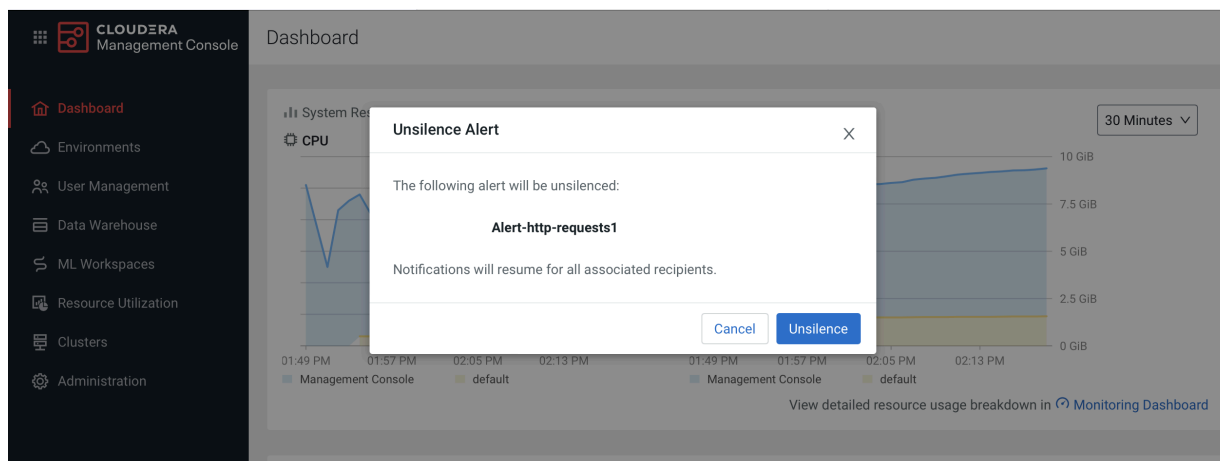 CLOUDERA
Management Console
Dashboard
Dashboard
Environments
User Management
Data Warehouse
ML Workspaces
Resource Utilization
Clusters
Administration
System Res
30 Minutes
CPU
Unsilence Alert
The following alert will be unsilenced:
Alert-http-requests1
Notifications will resume for all associated recipients.
Cancel Unsilence
10 GiB
7.5 GiB
5 GiB
2.5 GiB
0 GiB
01:49 PM 01:57 PM 02:05 PM 02:13 PM 01:49 PM 01:57 PM 02:05 PM 02:13 PM
Management Console default Management Console default
View detailed resource usage breakdown in Monitoring Dashboard